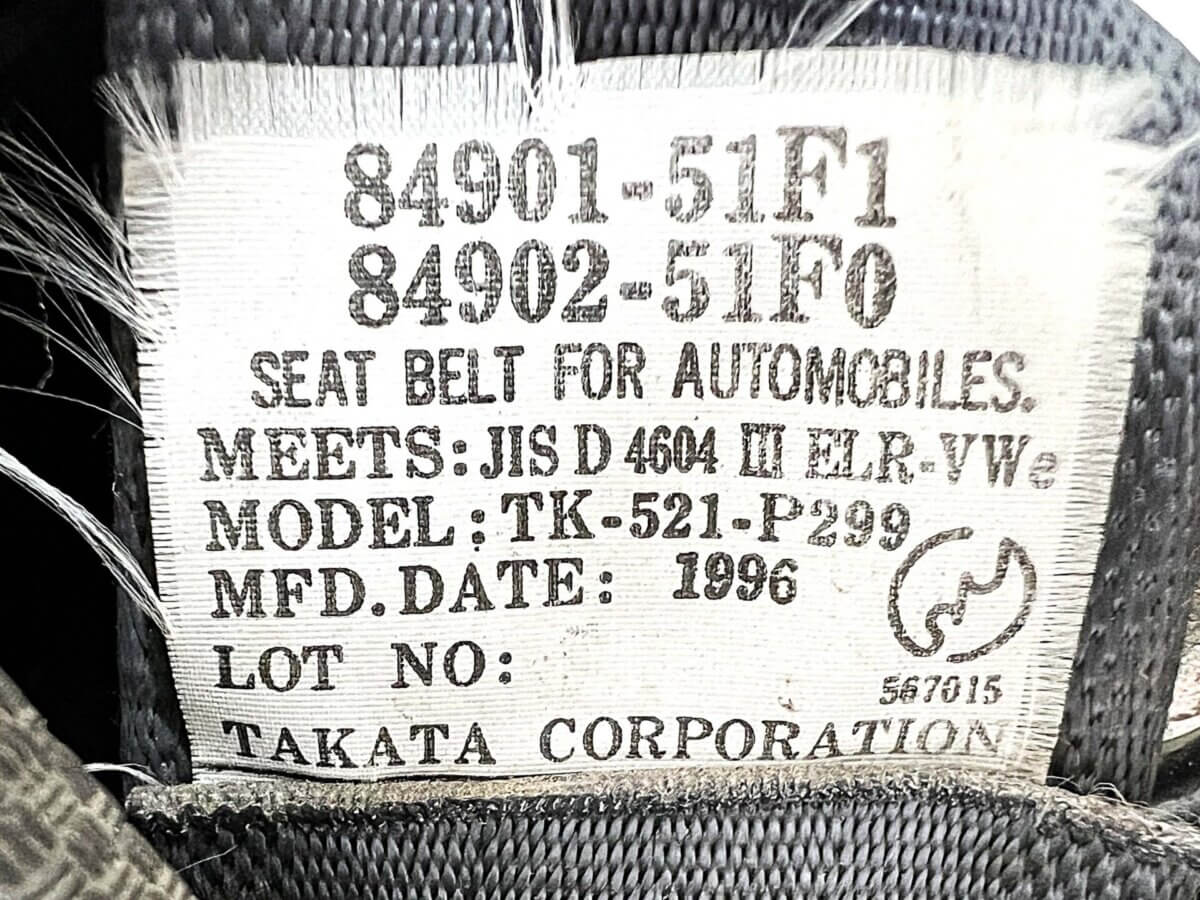 84901-51F1
84902-51F0
SEAT BELT FOR AUTOMOBILES.
MEETS: JIS D 4604 III ELR-VWe
MODEL: TK-521-P299
MFD. DATE: 1996
LOT NO:
567015
TAKATA CORPORATION